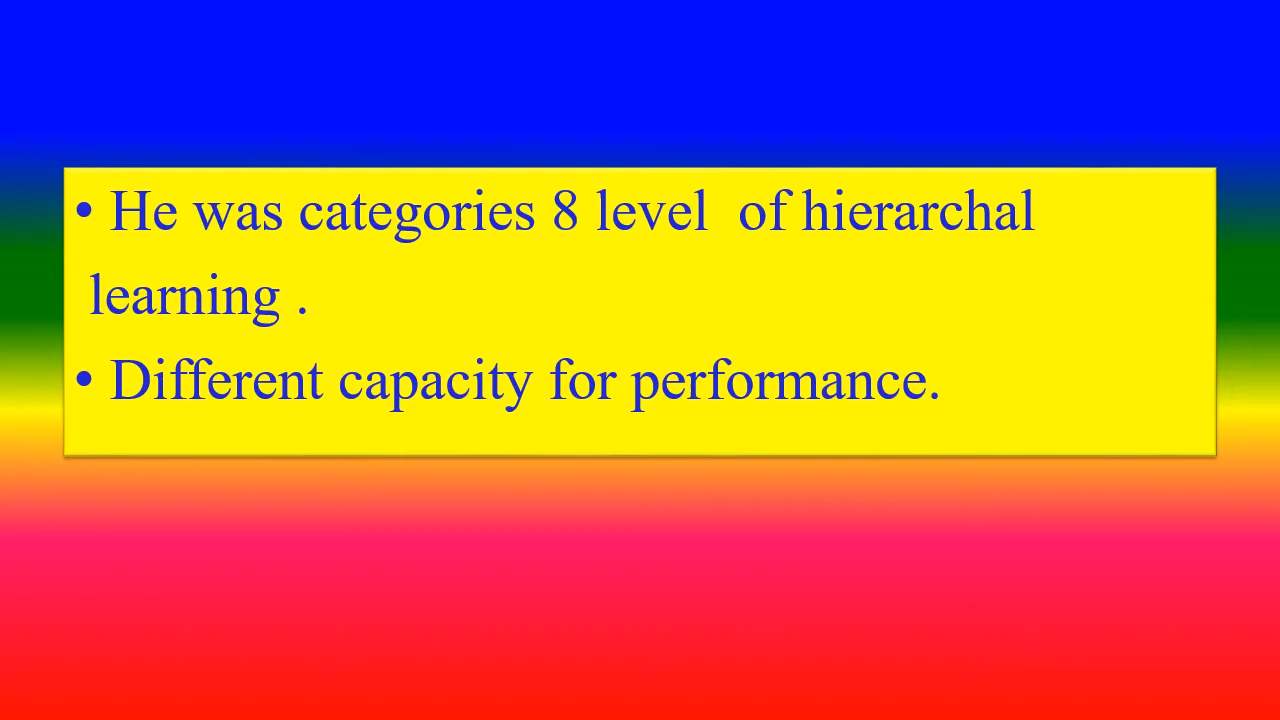 • He was categories 8 level  of hierarchal
learning .
• Different capacity for performance.